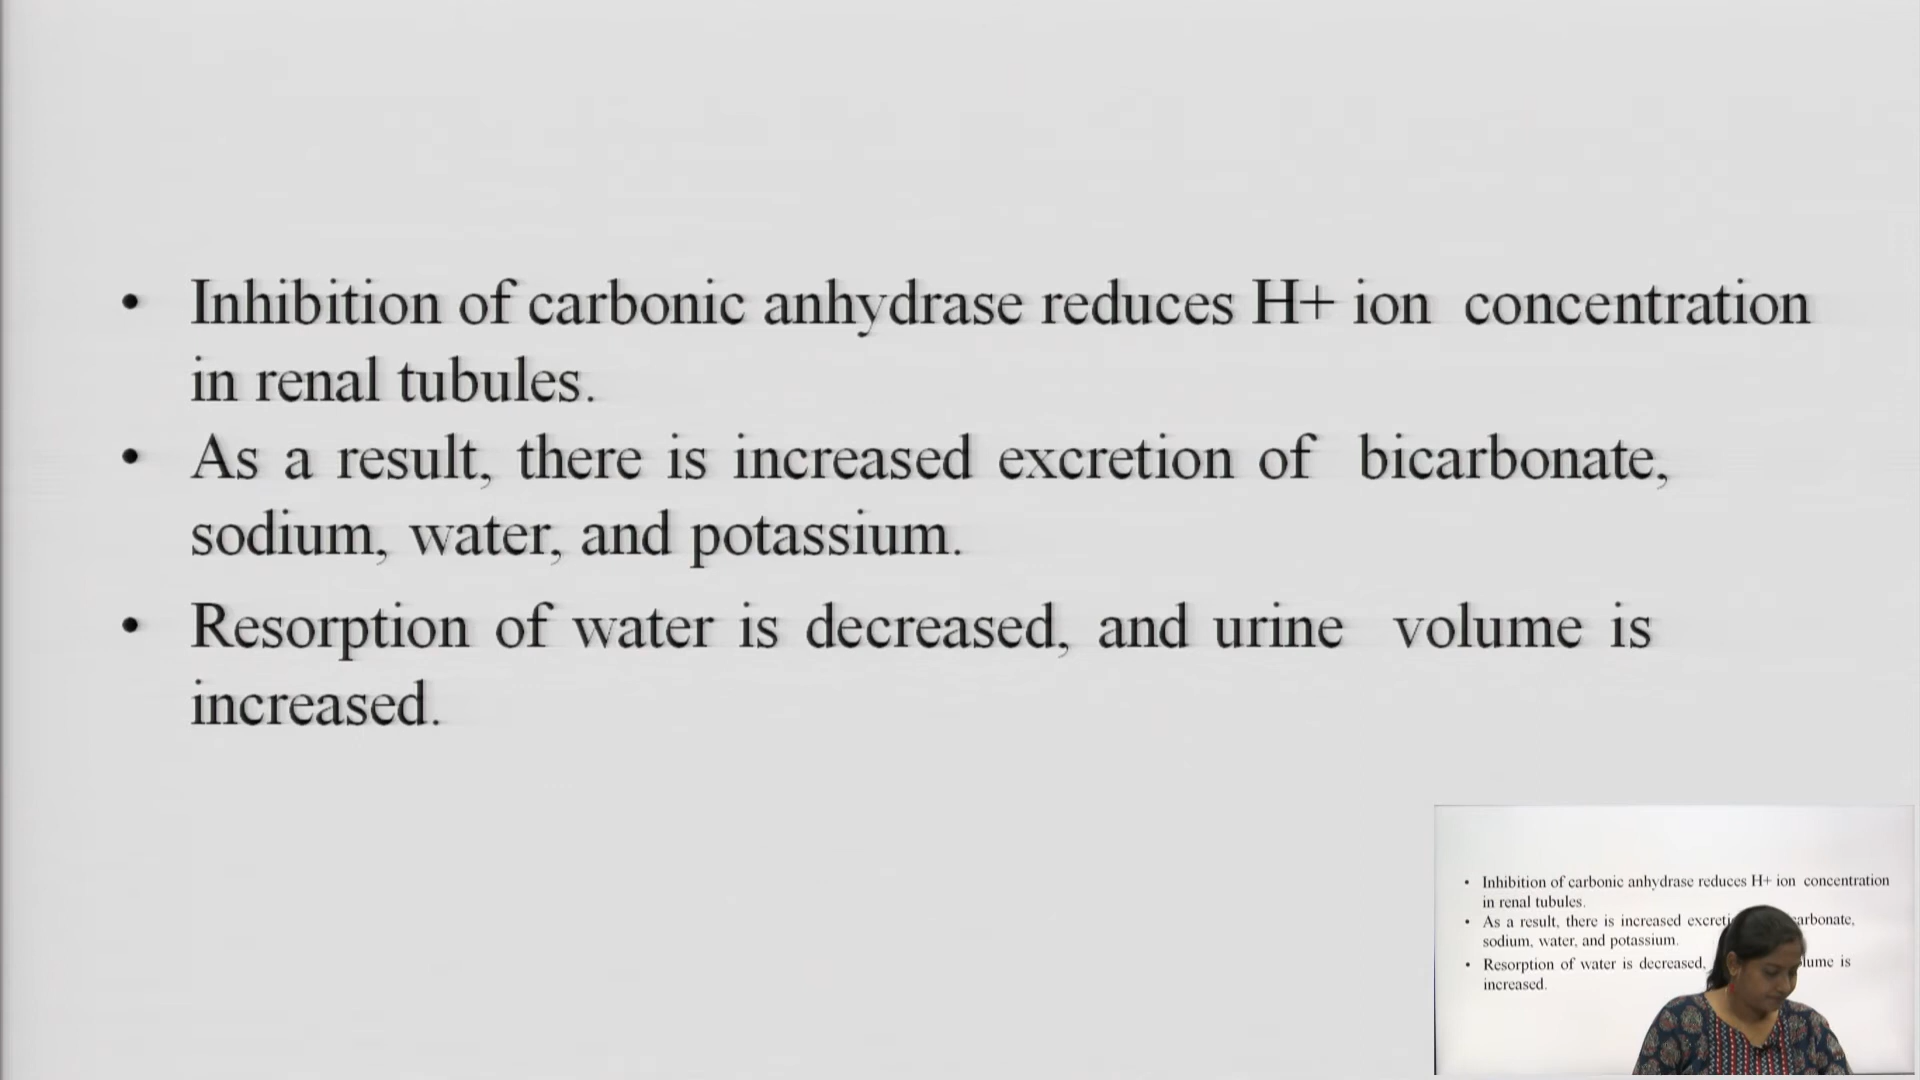 • Inhibition of carbonic anhydrase reduces H+ ion concentration
in renal tubules.
• As a result, there is increased excretion of bicarbonate,
sodium, water, and potassium.
• Resorption of water is decreased, and urine volume is
increased.
• Inhibition of carbonic anhydrase reduces H+ ion concentration
in renal tubules.
• As a result, there is increased
sodium, water, and potassium.
• Resorption of water is decreased, is
increased.